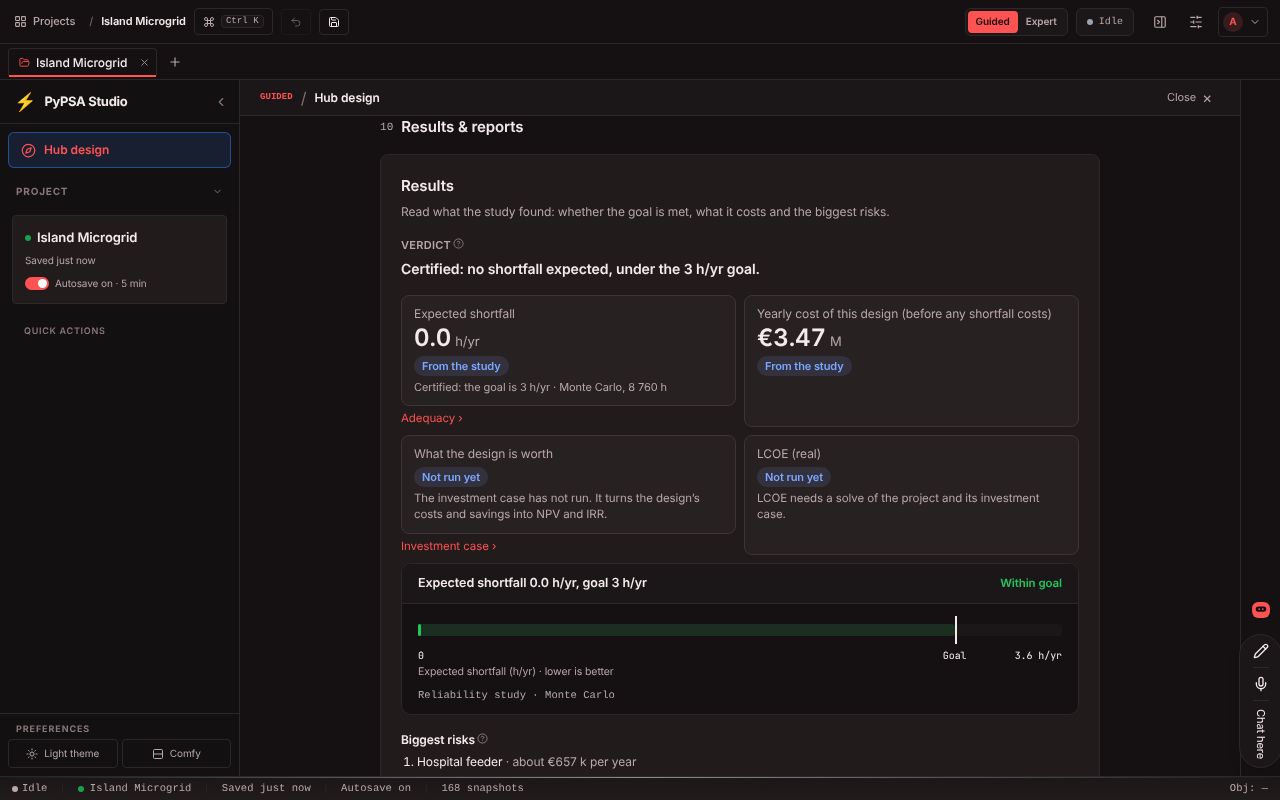 Projects / Island Microgrid Ctrl K
Guided Expert Idle A
Island Microgrid
PyPSA Studio
GUIDED / Hub design Close
Hub design
PROJECT
Island Microgrid
Saved just now
Autosave on · 5 min
QUICK ACTIONS
10 Results & reports
Results
Read what the study found: whether the goal is met, what it costs and the biggest risks.
VERDICT
Certified: no shortfall expected, under the 3 h/yr goal.
Expected shortfall
0.0 h/yr
From the study
Certified: the goal is 3 h/yr · Monte Carlo, 8 760 h
Adequacy ›
Yearly cost of this design (before any shortfall costs)
€3.47 M
From the study
What the design is worth
Not run yet
The investment case has not run. It turns the design's
costs and savings into NPV and IRR.
Investment case ›
LCOE (real)
Not run yet
LCOE needs a solve of the project and its investment
case.
Expected shortfall 0.0 h/yr, goal 3 h/yr Within goal
0 Goal 3.6 h/yr
Expected shortfall (h/yr) · lower is better
Reliability study · Monte Carlo
Biggest risks
1. Hospital feeder · about €657 k per year
Chat here
PREFERENCES
Light theme Comfy
Idle Island Microgrid Saved just now Autosave on 168 snapshots Obj: —